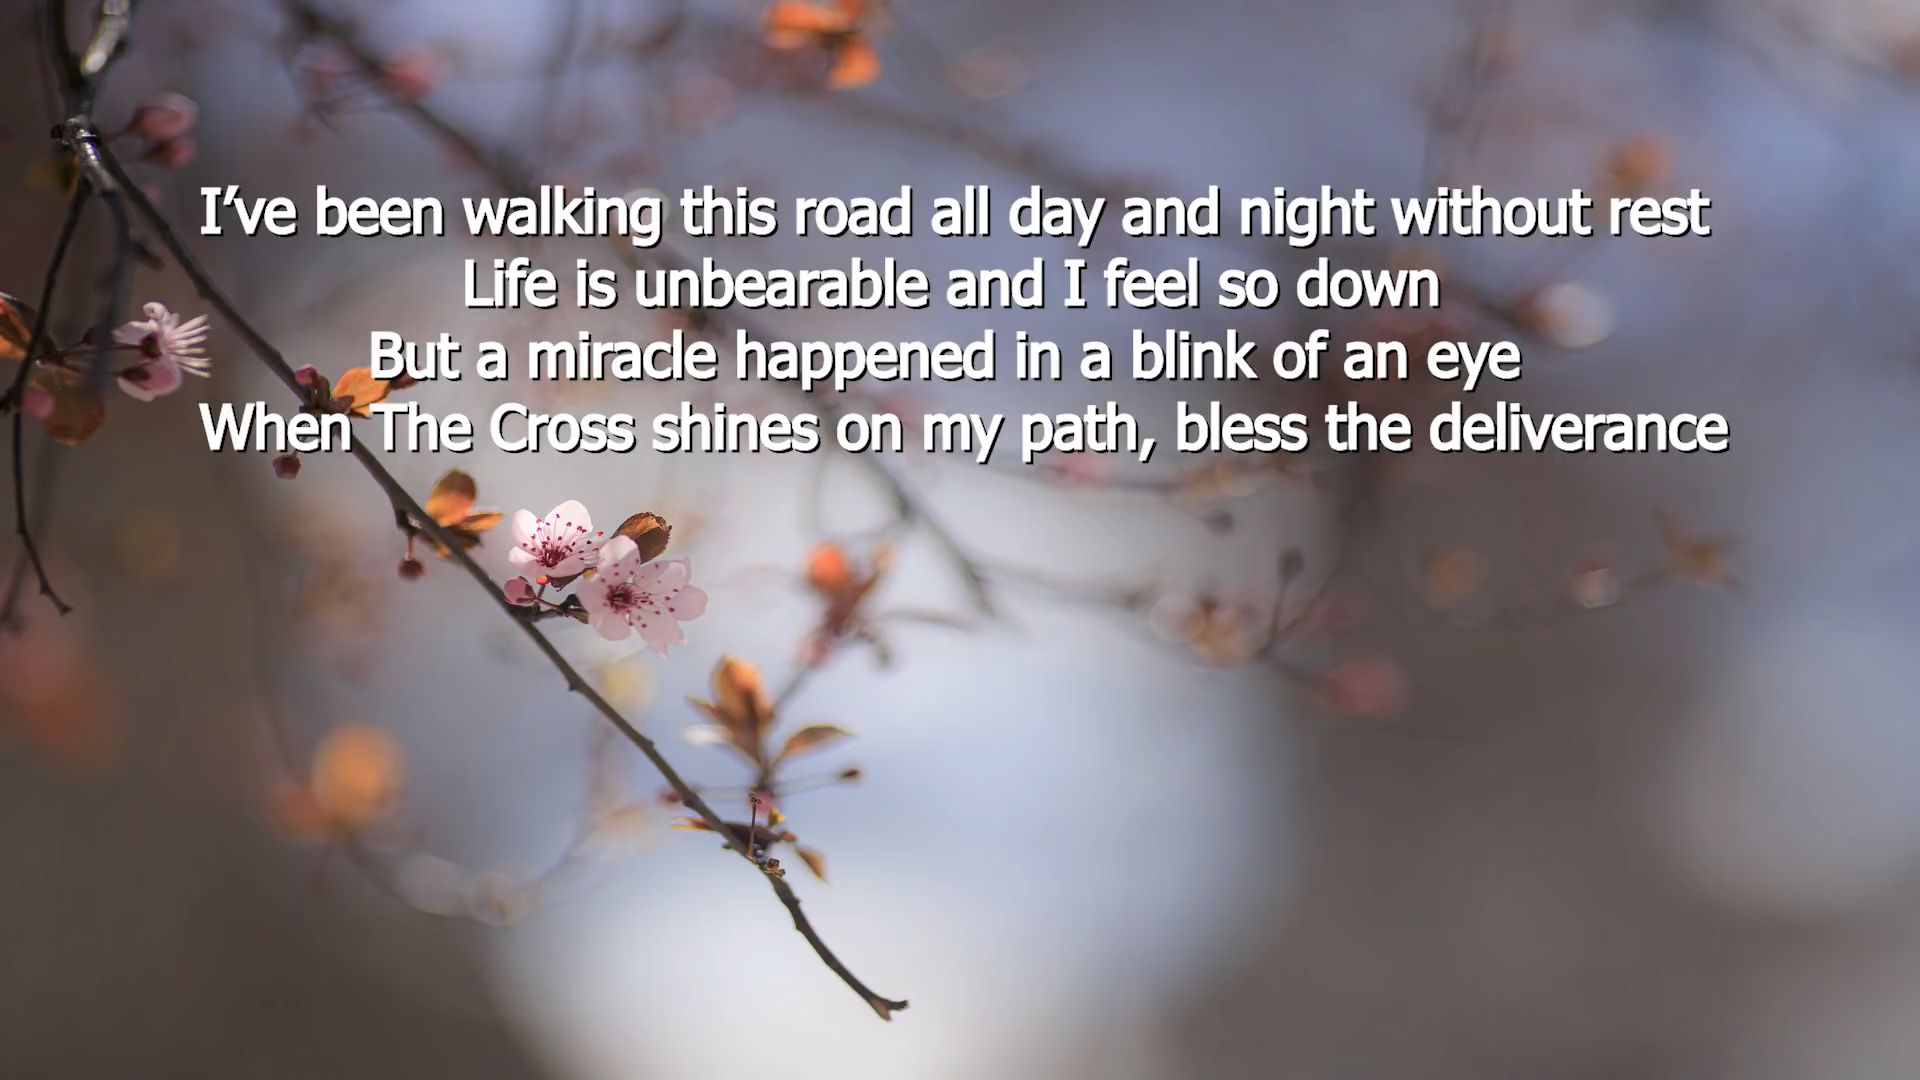 I’ve been walking this road all day and night without rest
Life is unbearable and I feel so down
But a miracle happened in a blink of an eye
When The Cross shines on my path, bless the deliverance